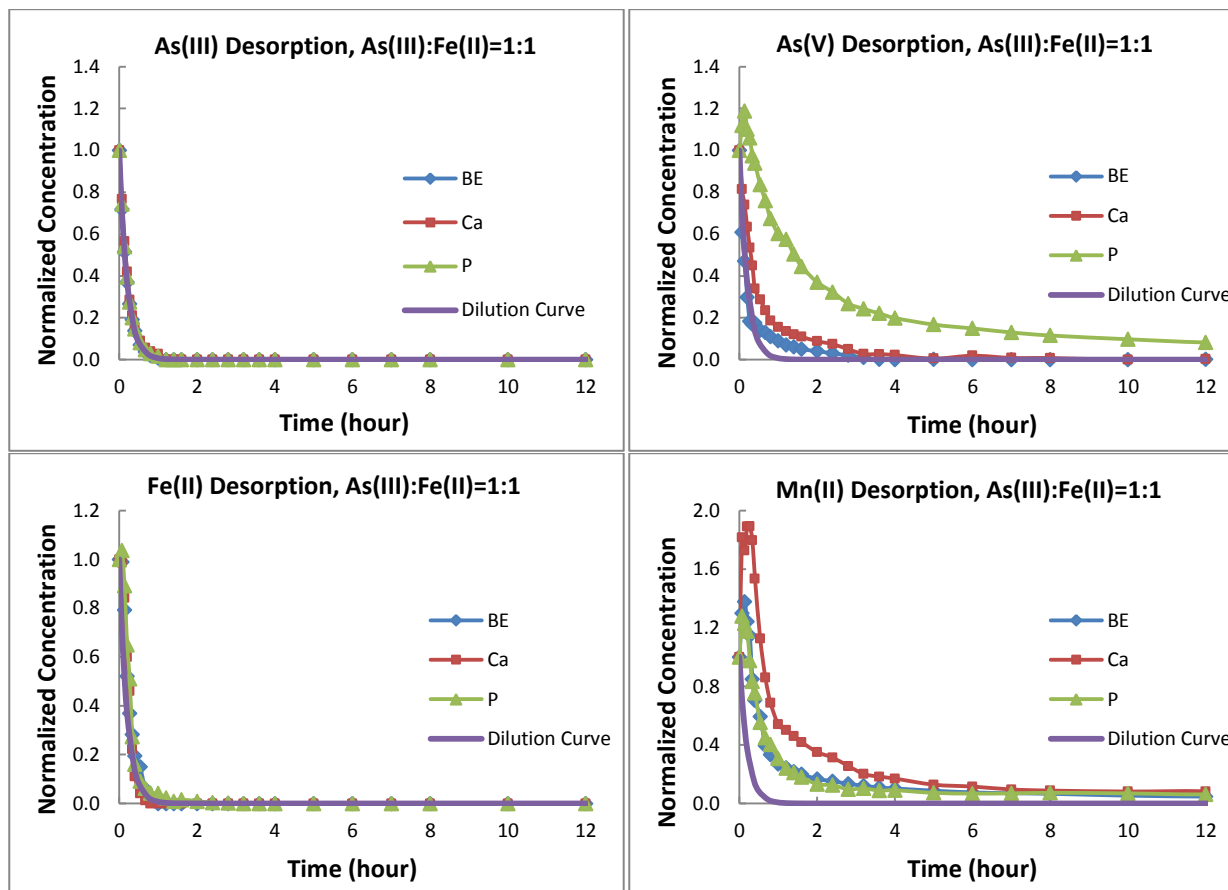 As(III) Desorption, As(III):Fe(II)=1:1
1.4
1.2
1.0
0.8
0.6
0.4
0.2
0.0
Normalized Concentration
BE
Ca
P
Dilution Curve
0 2 4 6 8 10 12
Time (hour)
As(V) Desorption, As(III):Fe(II)=1:1
1.4
1.2
1.0
0.8
0.6
0.4
0.2
0.0
Normalized Concentration
BE
Ca
P
Dilution Curve
0 2 4 6 8 10 12
Time (hour)
Fe(II) Desorption, As(III):Fe(II)=1:1
1.2
1.0
0.8
0.6
0.4
0.2
0.0
Normalized Concentration
BE
Ca
P
Dilution Curve
0 2 4 6 8 10 12
Time (hour)
Mn(II) Desorption, As(III):Fe(II)=1:1
2.0
1.6
1.2
0.8
0.4
0.0
Normalized Concentration
BE
Ca
P
Dilution Curve
0 2 4 6 8 10 12
Time (hour)